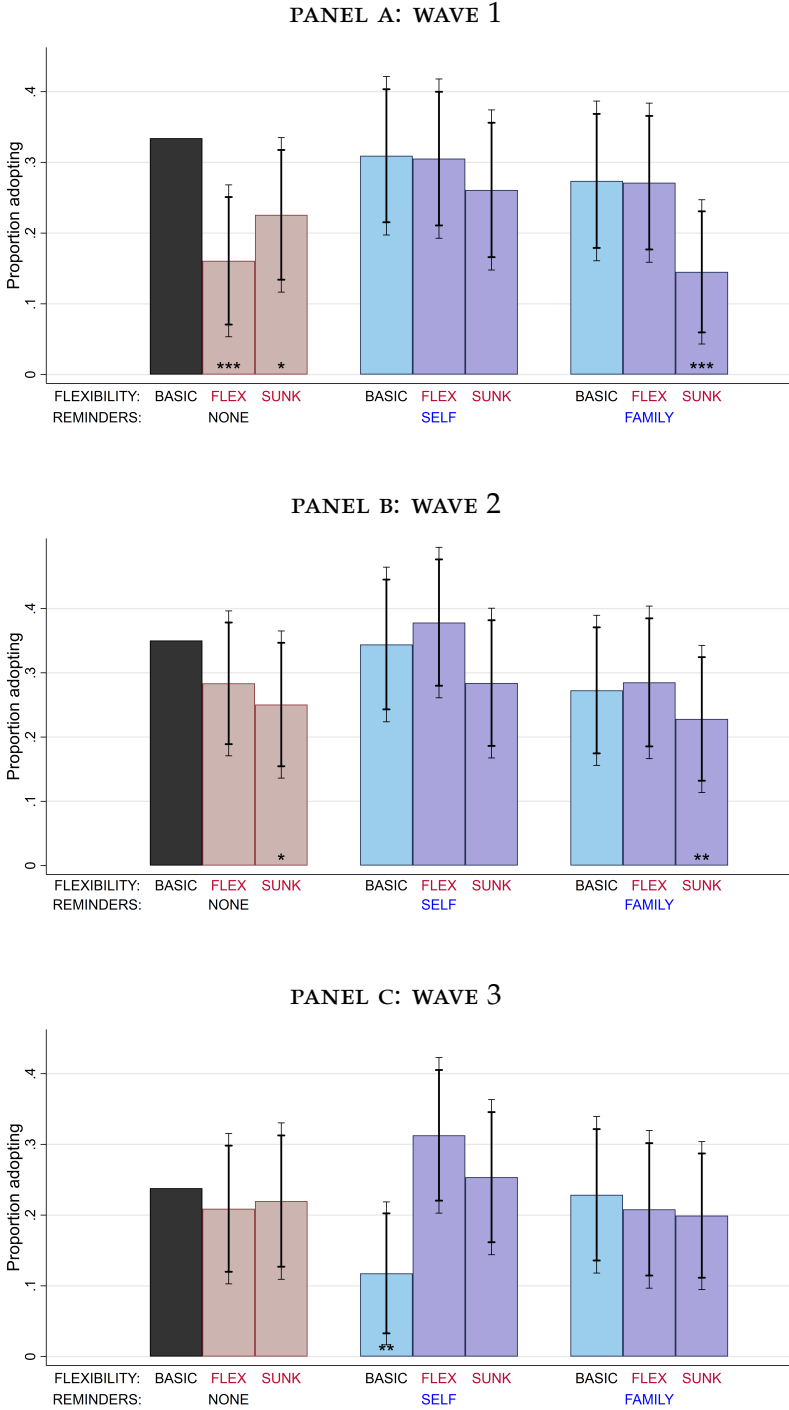 PANEL A: WAVE 1
Proportion adopting
.4
.3
.2
.1
0
*** * ***
FLEXIBILITY: BASIC FLEX SUNK BASIC FLEX SUNK BASIC FLEX SUNK
REMINDERS: NONE SELF FAMILY
PANEL B: WAVE 2
Proportion adopting
.4
.3
.2
.1
0
* **
FLEXIBILITY: BASIC FLEX SUNK BASIC FLEX SUNK BASIC FLEX SUNK
REMINDERS: NONE SELF FAMILY
PANEL C: WAVE 3
Proportion adopting
.4
.3
.2
.1
0
**
FLEXIBILITY: BASIC FLEX SUNK BASIC FLEX SUNK BASIC FLEX SUNK
REMINDERS: NONE SELF FAMILY